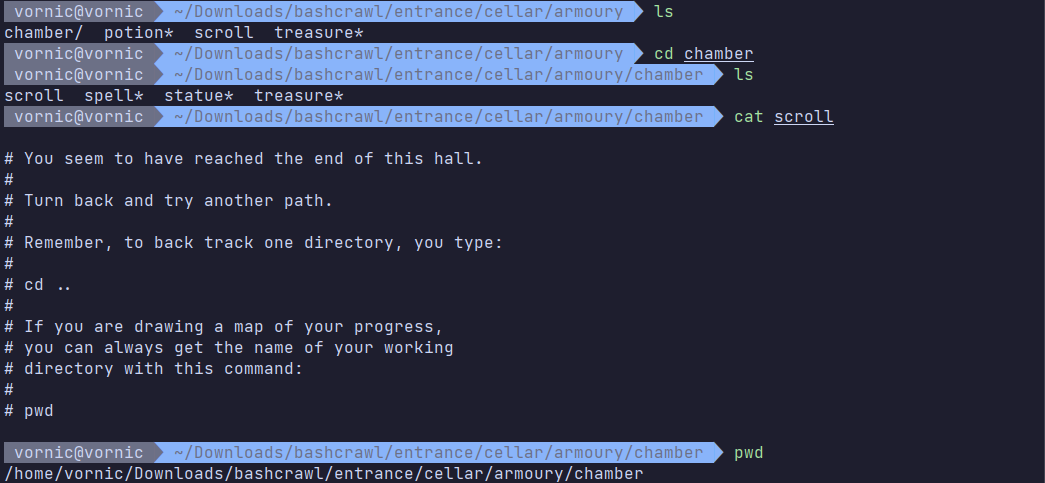 vornic@vornic ~/Downloads/bashcrawl/entrance/cellar/armoury ls
chamber/ potion* scroll treasure*
vornic@vornic ~/Downloads/bashcrawl/entrance/cellar/armoury cd chamber
vornic@vornic ~/Downloads/bashcrawl/entrance/cellar/armoury/chamber ls
scroll spell* statue* treasure*
vornic@vornic ~/Downloads/bashcrawl/entrance/cellar/armoury/chamber cat scroll
# You seem to have reached the end of this hall.
#
# Turn back and try another path.
#
# Remember, to back track one directory, you type:
#
# cd ..
#
# If you are drawing a map of your progress,
# you can always get the name of your working
# directory with this command:
#
# pwd
vornic@vornic ~/Downloads/bashcrawl/entrance/cellar/armoury/chamber pwd
/home/vornic/Downloads/bashcrawl/entrance/cellar/armoury/chamber